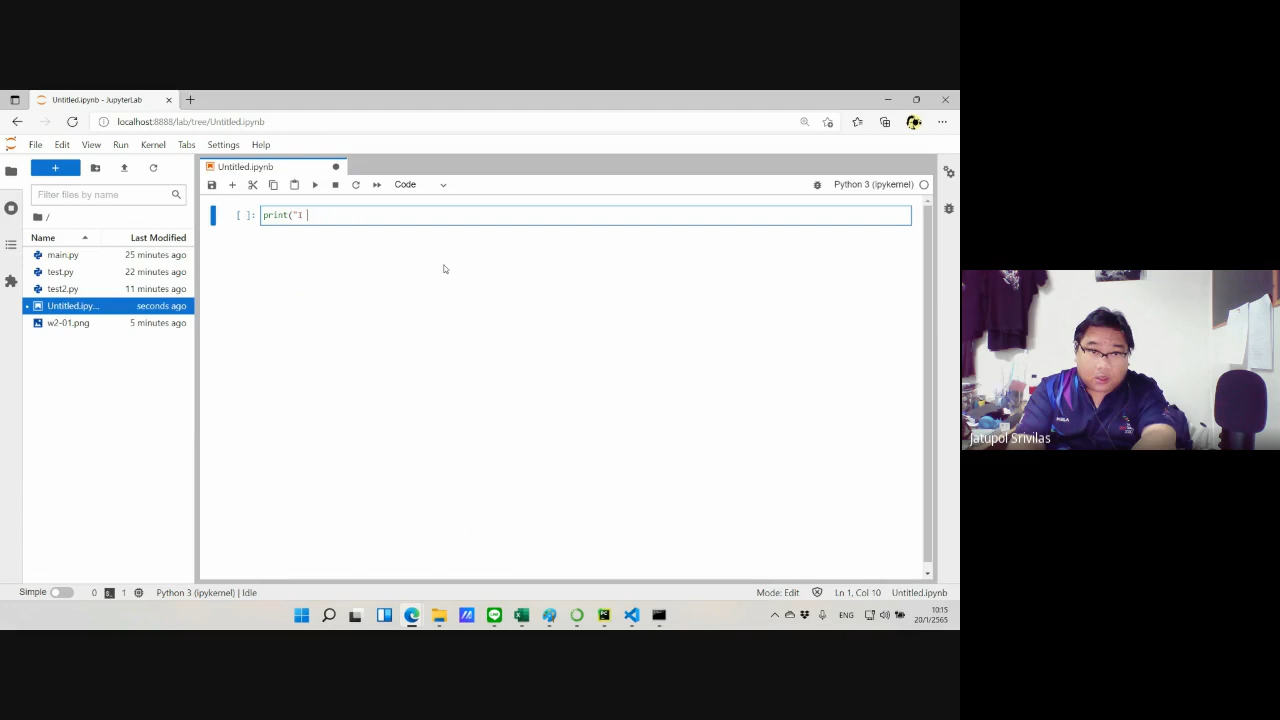 Untitled.ipynb - JupyterLab
localhost:8888/lab/tree/Untitled.ipynb
File Edit View Run Kernel Tabs Settings Help
Untitled.ipynb
Filter files by name
Code
Python 3 (ipykernel)
/
[ ]: print("I
Name Last Modified
main.py 25 minutes ago
test.py 22 minutes ago
test2.py 11 minutes ago
Untitled.ipy... seconds ago
w2-01.png 5 minutes ago
Jatupol Srivilas
Simple 0 1 Python 3 (ipykernel) | Idle Mode: Edit Ln 1, Col 10 Untitled.ipynb
ENG 10:15
20/1/2565